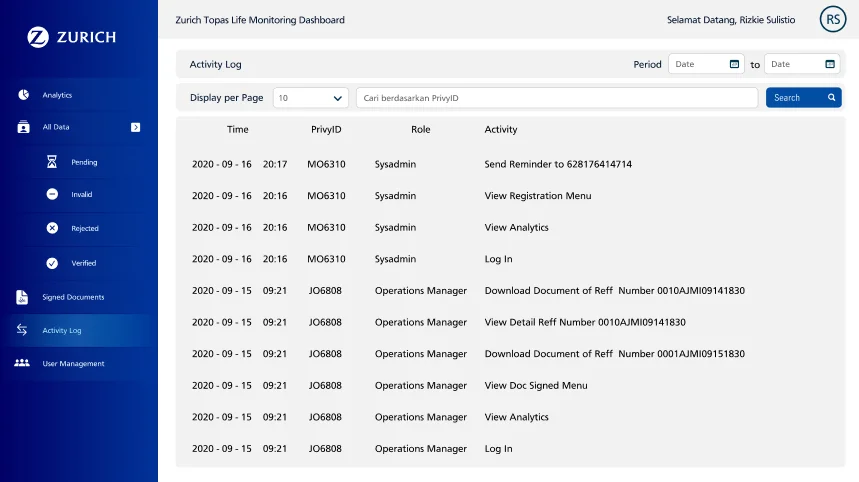 ZURICH
Analytics
All Data
Pending
Invalid
Rejected
Verified
Signed Documents
Activity Log
User Management
Zurich Topas Life Monitoring Dashboard
Selamat Datang, Rizkie Sulistio
RS
Activity Log
Period Date to Date
Display per Page 10 Cari berdasarkan PrivyID Search
Time PrivyID Role Activity
2020 - 09 - 16 20:17 MO6310 Sysadmin Send Reminder to 628176414714
2020 - 09 - 16 20:16 MO6310 Sysadmin View Registration Menu
2020 - 09 - 16 20:16 MO6310 Sysadmin View Analytics
2020 - 09 - 16 20:16 MO6310 Sysadmin Log In
2020 - 09 - 15 09:21 JO6808 Operations Manager Download Document of Reff Number 0010AJMI09141830
2020 - 09 - 15 09:21 JO6808 Operations Manager View Detail Reff Number 0010AJMI09141830
2020 - 09 - 15 09:21 JO6808 Operations Manager Download Document of Reff Number 0001AJMI09151830
2020 - 09 - 15 09:21 JO6808 Operations Manager View Doc Signed Menu
2020 - 09 - 15 09:21 JO6808 Operations Manager View Analytics
2020 - 09 - 15 09:21 JO6808 Operations Manager Log In